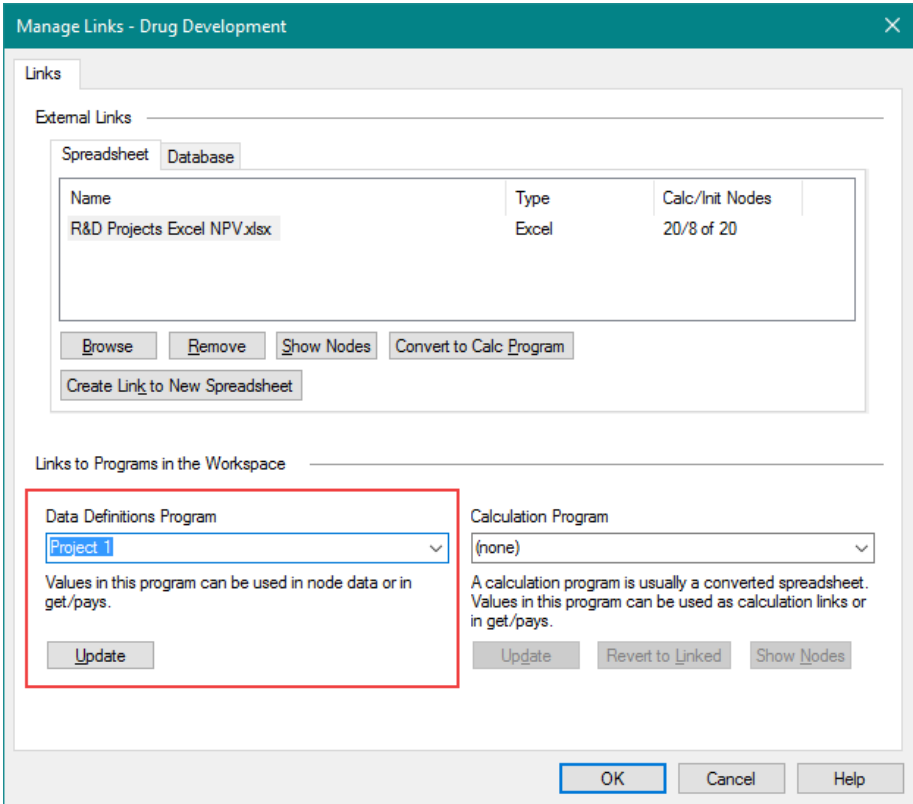 Manage Links - Drug Development
Links
External Links
Spreadsheet Database
Name Type Calc/Init Nodes
R&D Projects Excel NPV.xlsx Excel 20/8 of 20
Browse Remove Show Nodes Convert to Calc Program
Create Link to New Spreadsheet
Links to Programs in the Workspace
Data Definitions Program
Project 1
Values in this program can be used in node data or in
get/pays.
Update
Calculation Program
(none)
A calculation program is usually a converted spreadsheet.
Values in this program can be used as calculation links or
in get/pays.
Update Revert to Linked Show Nodes
OK Cancel Help